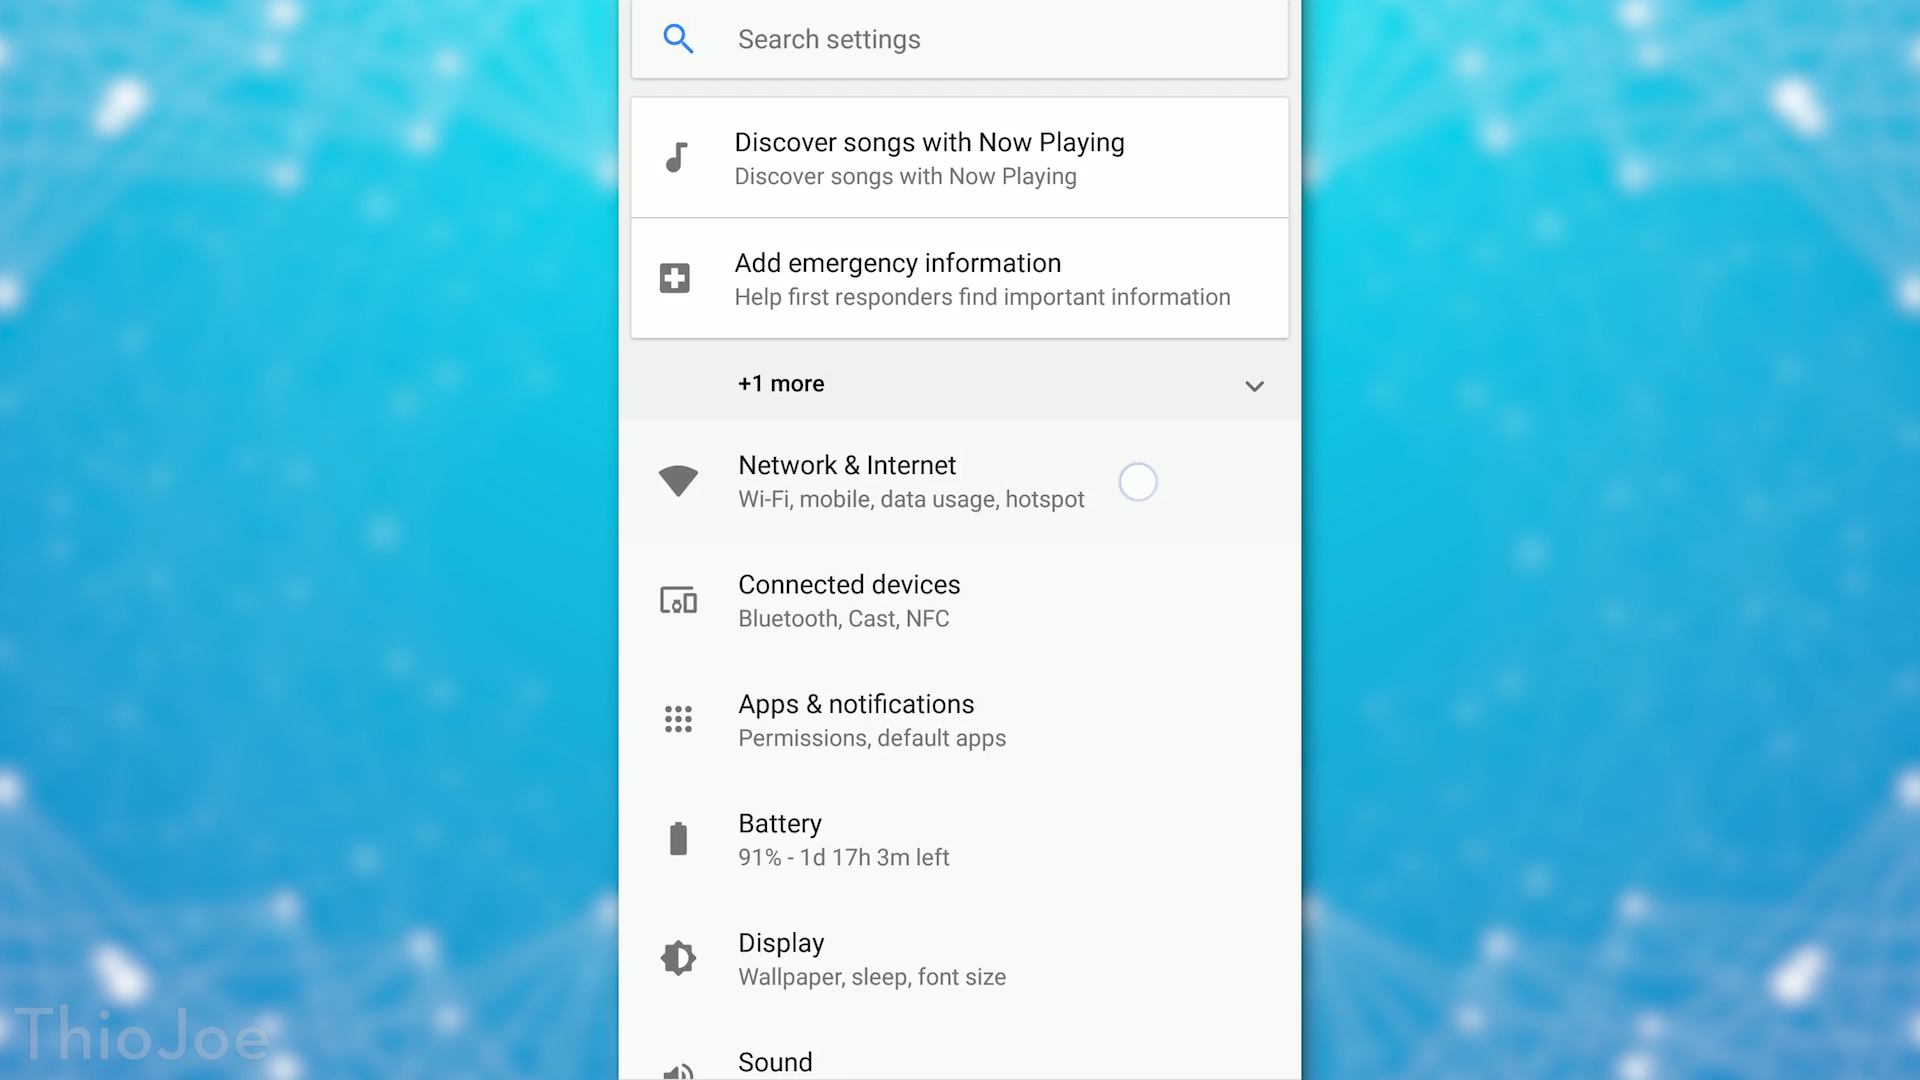 Search settings
Discover songs with Now Playing
Discover songs with Now Playing
Add emergency information
Help first responders find important information
+1 more
Network & Internet
Wi-Fi, mobile, data usage, hotspot
Connected devices
Bluetooth, Cast, NFC
Apps & notifications
Permissions, default apps
Battery
91% - 1d 17h 3m left
Display
Wallpaper, sleep, font size
Sound
ThioJoe